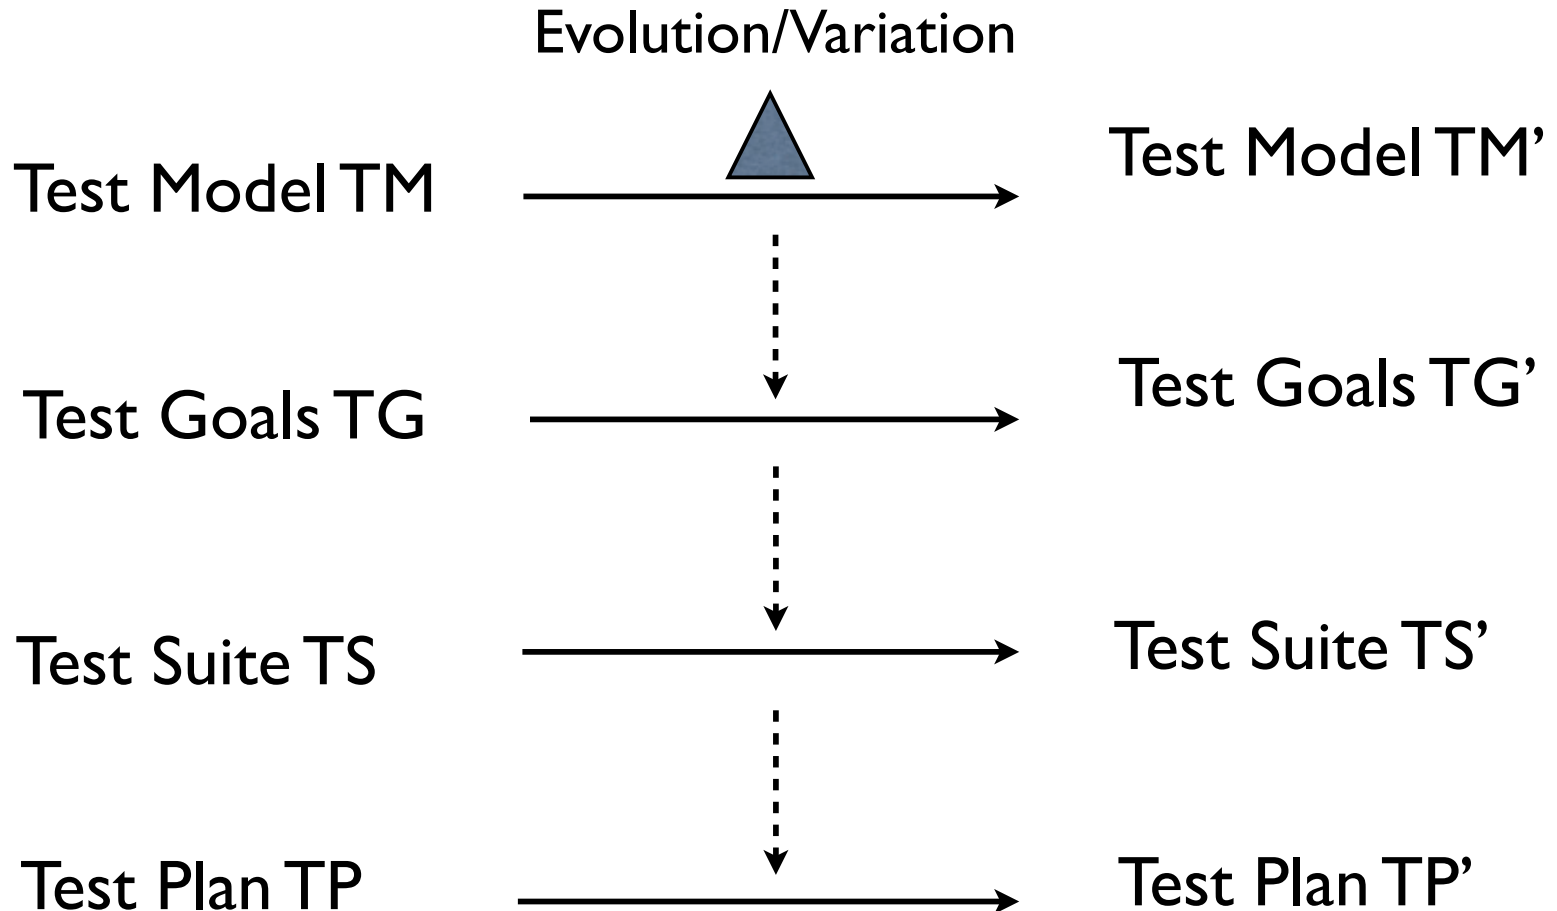 Evolution/Variation
Test Model TM
Test Model TM’
Test Goals TG
Test Goals TG’
Test Suite TS
Test Suite TS’
Test Plan TP
Test Plan TP’